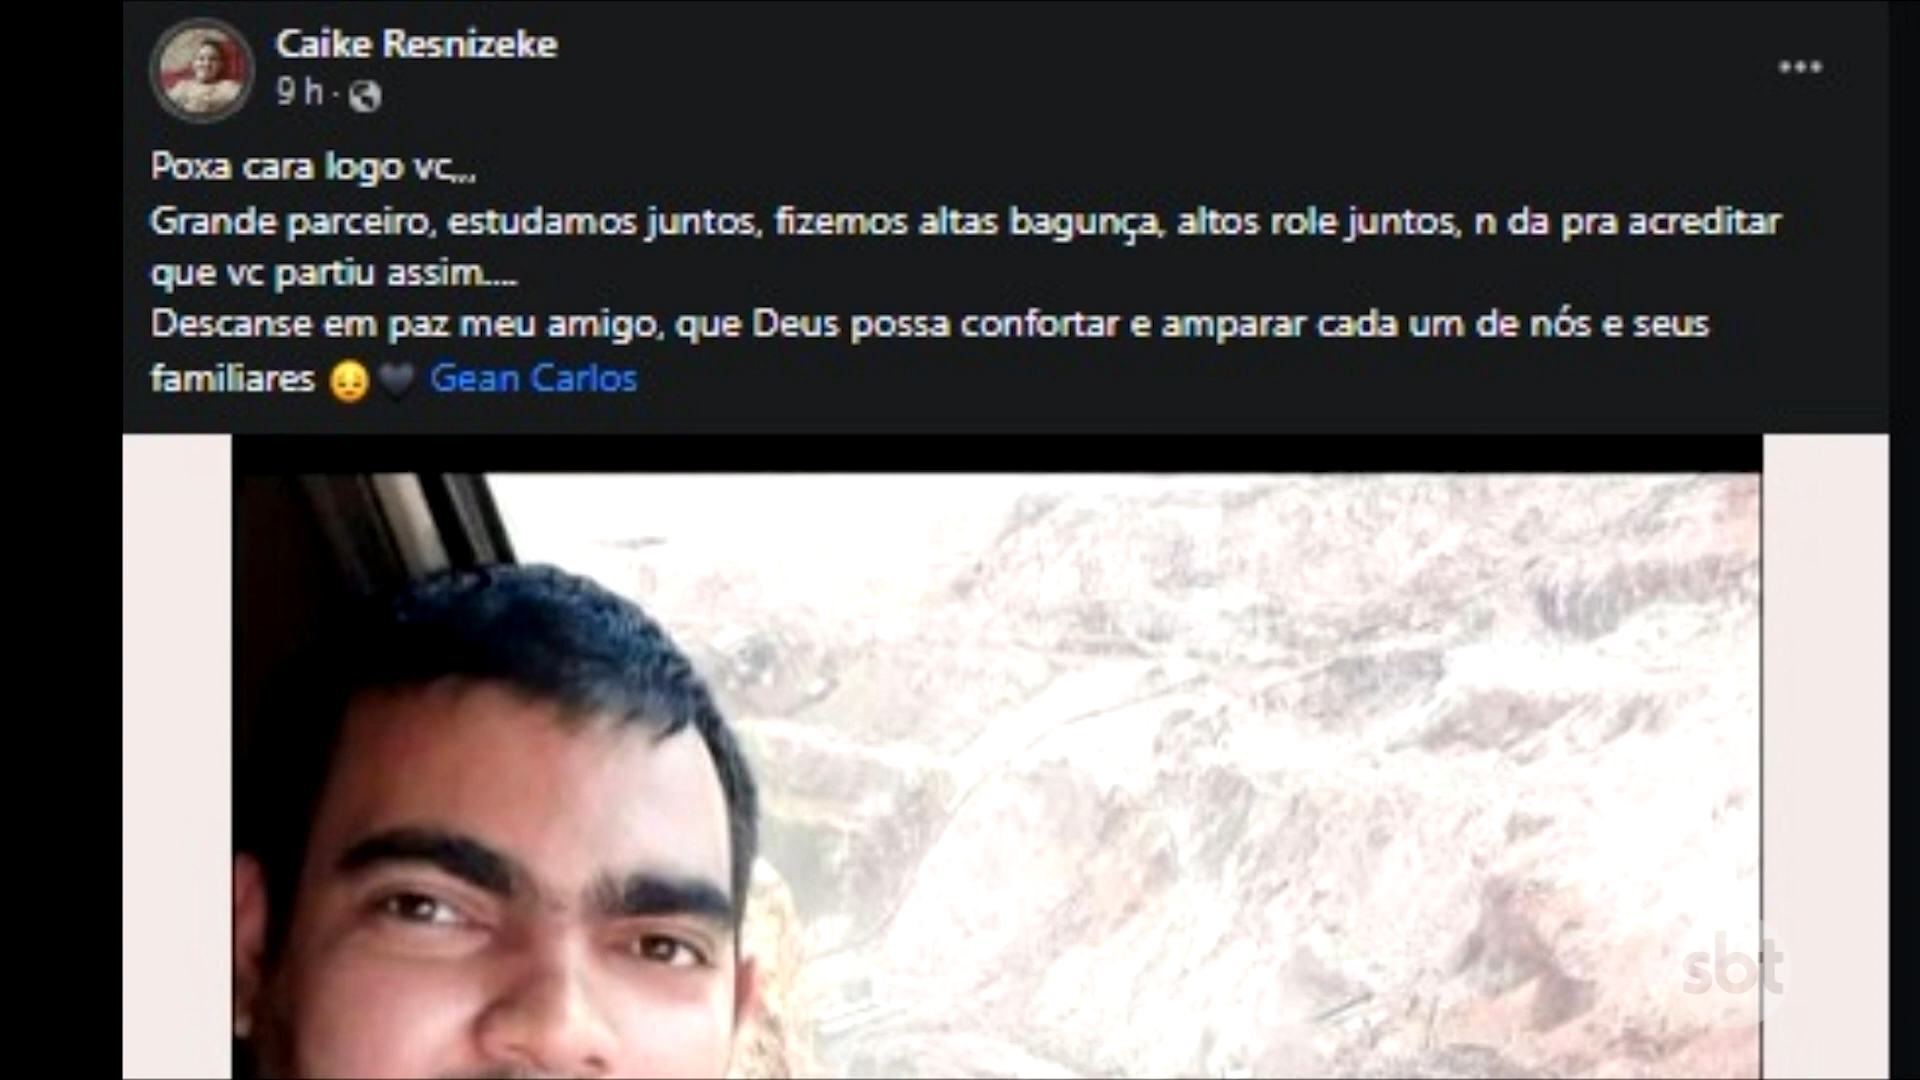 Caike Resnizeke
9 h ·
Poxa cara logo vc,,,
Grande parceiro, estudamos juntos, fizemos altas bagunça, altos role juntos, n da pra acreditar
que vc partiu assim....
Descanse em paz meu amigo, que Deus possa confortar e amparar cada um de nós e seus
familiares 😔🖤 Gean Carlos
sbt